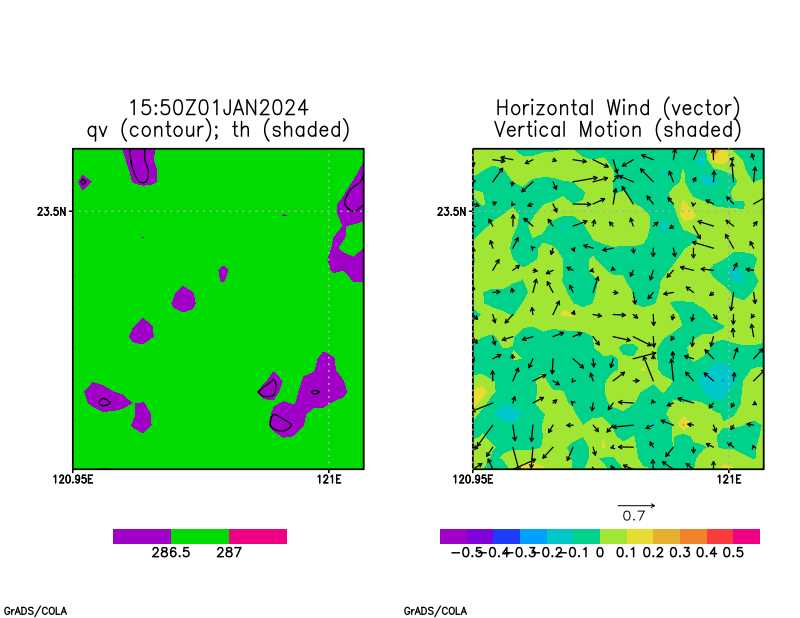 15:50Z01JAN2024
qv (contour); th (shaded)
23.5N
120.95E
121E
286.5
287
GrADS/COLA
Horizontal Wind (vector)
Vertical Motion (shaded)
23.5N
120.95E
121E
0.7
-0.5 -0.4 -0.3 -0.2 -0.1 0 0.1 0.2 0.3 0.4 0.5
GrADS/COLA